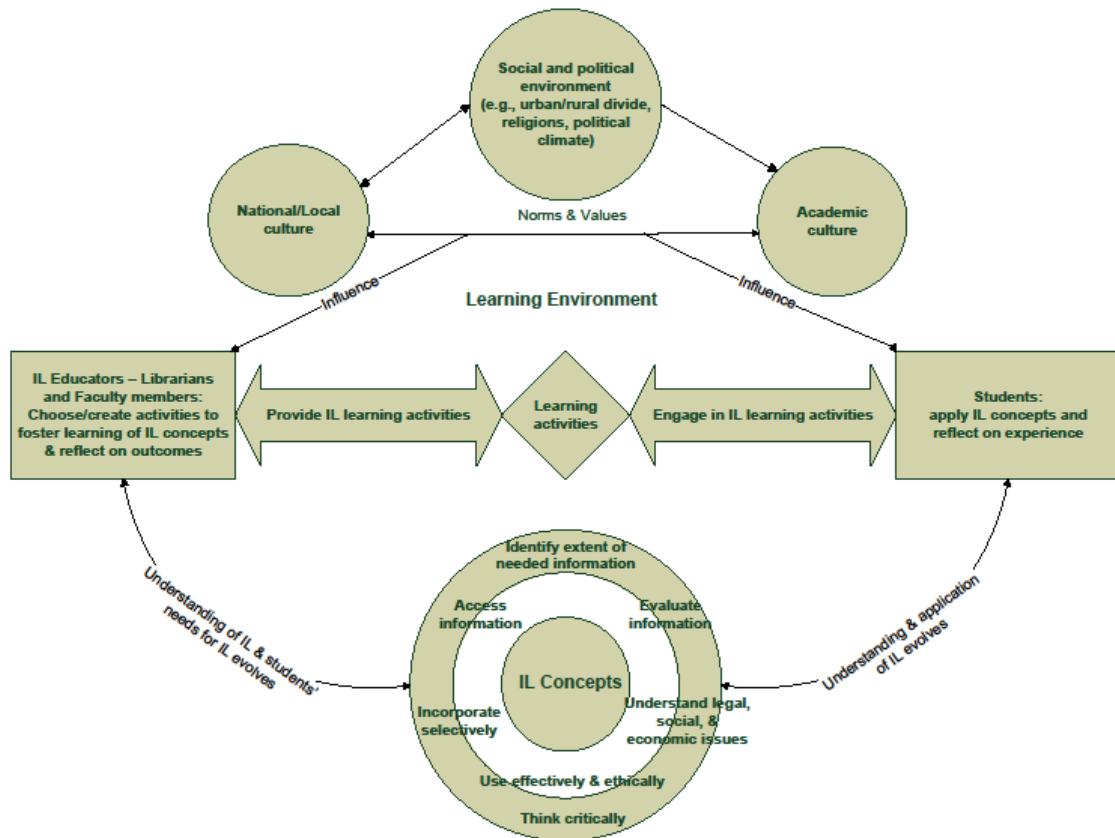 Social and political
environment
(e.g., urban/rural divide,
religions, political
climate)
National/Local
culture
Norms & Values
Academic
culture
Influence
Influence
Learning Environment
IL Educators – Librarians
and Faculty members:
Choose/create activities to
foster learning of IL concepts
& reflect on outcomes
Provide IL learning activities
Learning
activities
Engage in IL learning activities
Students:
apply IL concepts and
reflect on experience
Understanding of IL & students'
needs for IL evolves
Identify extent of
needed information
Access
information
Evaluate
information
IL Concepts
Incorporate
selectively
Understand legal,
social, &
economic issues
Use effectively & ethically
Think critically
Understanding & application
of IL evolves